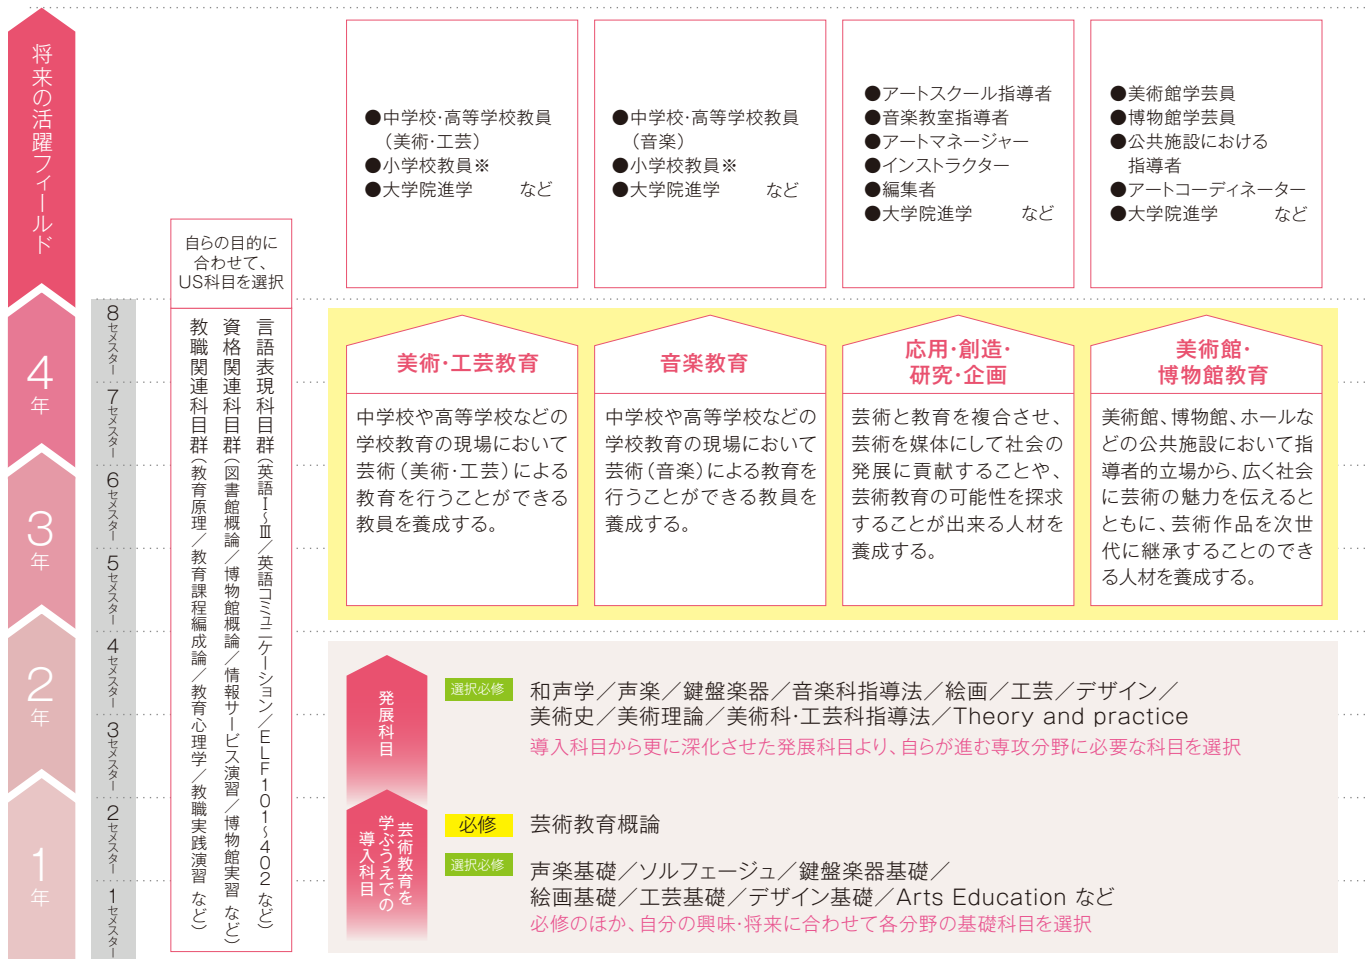 将来の活躍フィールド
4年
3年
2年
1年
8セメスター
7セメスター
6セメスター
5セメスター
4セメスター
3セメスター
2セメスター
1セメスター
自らの目的に
合わせて、
US科目を選択
言語表現科目群(英語Ⅰ〜Ⅲ/英語コミュニケーション/ELF101〜402 など)
資格関連科目群(図書館概論/博物館概論/情報サービス演習/博物館実習 など)
教職関連科目群(教育原理/教育課程編成論/教育心理学/教職実践演習 など)
●中学校・高等学校教員
(美術・工芸)
●小学校教員※
●大学院進学 など
●中学校・高等学校教員
(音楽)
●小学校教員※
●大学院進学 など
●アートスクール指導者
●音楽教室指導者
●アートマネージャー
●インストラクター
●編集者
●大学院進学 など
●美術館学芸員
●博物館学芸員
●公共施設における
指導者
●アートコーディネーター
●大学院進学 など
美術・工芸教育
中学校や高等学校などの
学校教育の現場において
芸術(美術・工芸)による
教育を行うことができる
教員を養成する。
音楽教育
中学校や高等学校などの
学校教育の現場において
芸術(音楽)による教育を
行うことができる教員を
養成する。
応用・創造・
研究・企画
芸術と教育を複合させ、
芸術を媒体にして社会の
発展に貢献することや、
芸術教育の可能性を探求
することが出来る人材を
養成する。
美術館・
博物館教育
美術館、博物館、ホールな
どの公共施設において指
導者的立場から、広く社会
に芸術の魅力を伝えると
ともに、芸術作品を次世
代に継承することのでき
る人材を養成する。
発展科目
選択必修
和声学/声楽/鍵盤楽器/音楽科指導法/絵画/工芸/デザイン/
美術史/美術理論/美術科・工芸科指導法/Theory and practice
導入科目から更に深化させた発展科目より、自らが進む専攻分野に必要な科目を選択
芸術教育を
学ぶうえでの
導入科目
必修
芸術教育概論
選択必修
声楽基礎/ソルフェージュ/鍵盤楽器基礎/
絵画基礎/工芸基礎/デザイン基礎/Arts Education など
必修のほか、自分の興味・将来に合わせて各分野の基礎科目を選択